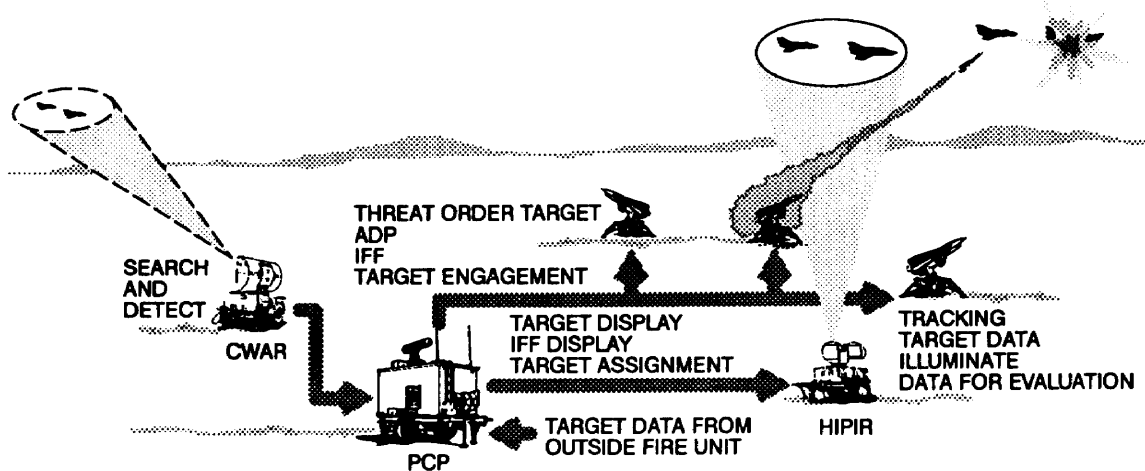 THREAT ORDER TARGET
ADP
IFF
TARGET ENGAGEMENT
SEARCH
AND
DETECT
CWAR
TARGET DISPLAY
IFF DISPLAY
TARGET ASSIGNMENT
TRACKING
TARGET DATA
ILLUMINATE
DATA FOR EVALUATION
HIPIR
TARGET DATA FROM
OUTSIDE FIRE UNIT
PCP